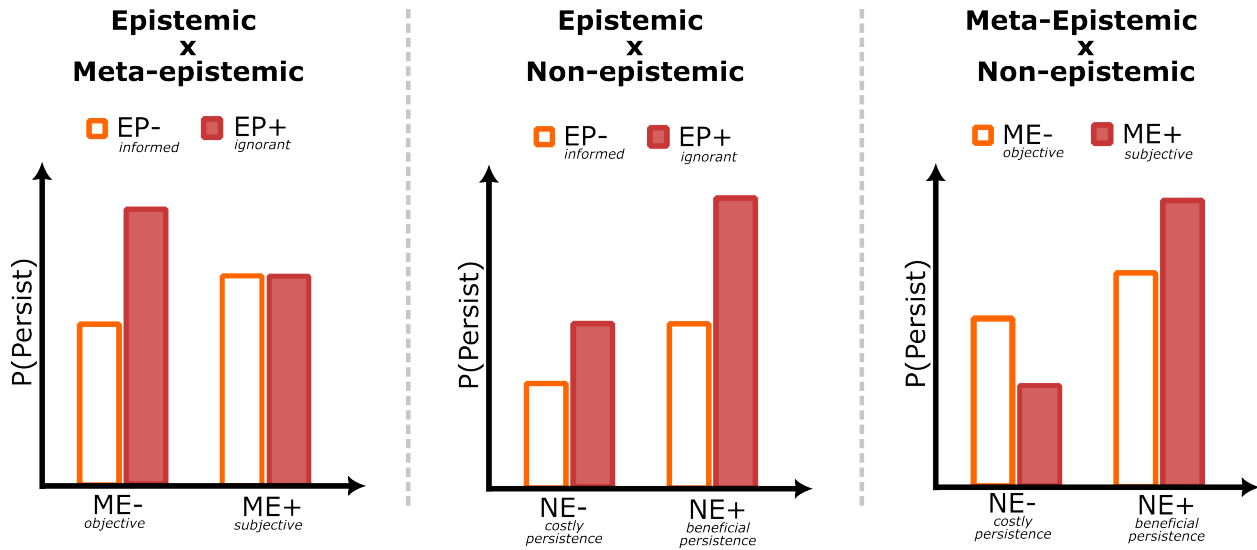 Epistemic
x
Meta-epistemic
EP- EP+
informed ignorant
P(Persist)
ME- ME+
objective subjective
Epistemic
x
Non-epistemic
EP- EP+
informed ignorant
P(Persist)
NE- NE+
costly beneficial
persistence persistence
Meta-Epistemic
x
Non-epistemic
ME- ME+
objective subjective
P(Persist)
NE- NE+
costly beneficial
persistence persistence